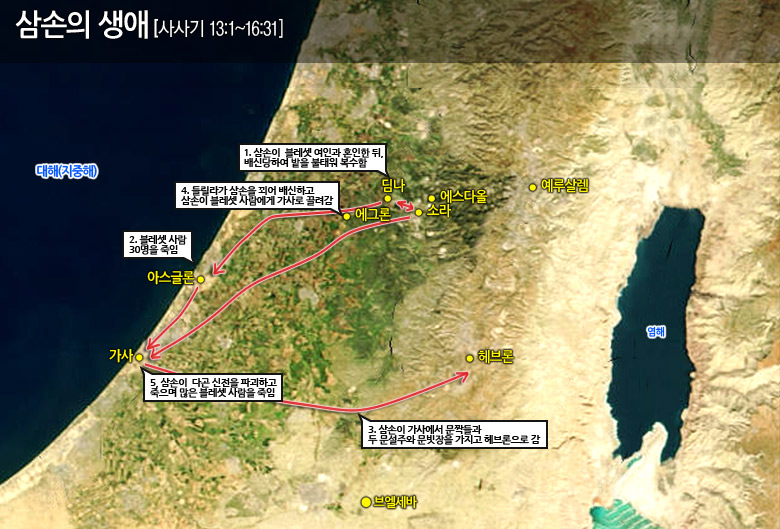 삼손의 생애 [사사기 13:1~16:31]
대해(지중해)
1. 삼손이 블레셋 여인과 혼인한 뒤,
배신당하여 밭을 불태워 복수함
4. 들릴라가 삼손을 꾀어 배신하고
삼손이 블레셋 사람에게 가사로 끌려감
딤나
에스다올
예루살렘
에그론
소라
2. 블레셋 사람
30명을 죽임
아스글론
염해
가사
헤브론
5. 삼손이 다곤 신전을 파괴하고
죽으며 많은 블레셋 사람을 죽임
3. 삼손이 가사에서 문짝들과
두 문설주와 문빗장을 가지고 헤브론으로 감
브엘세바